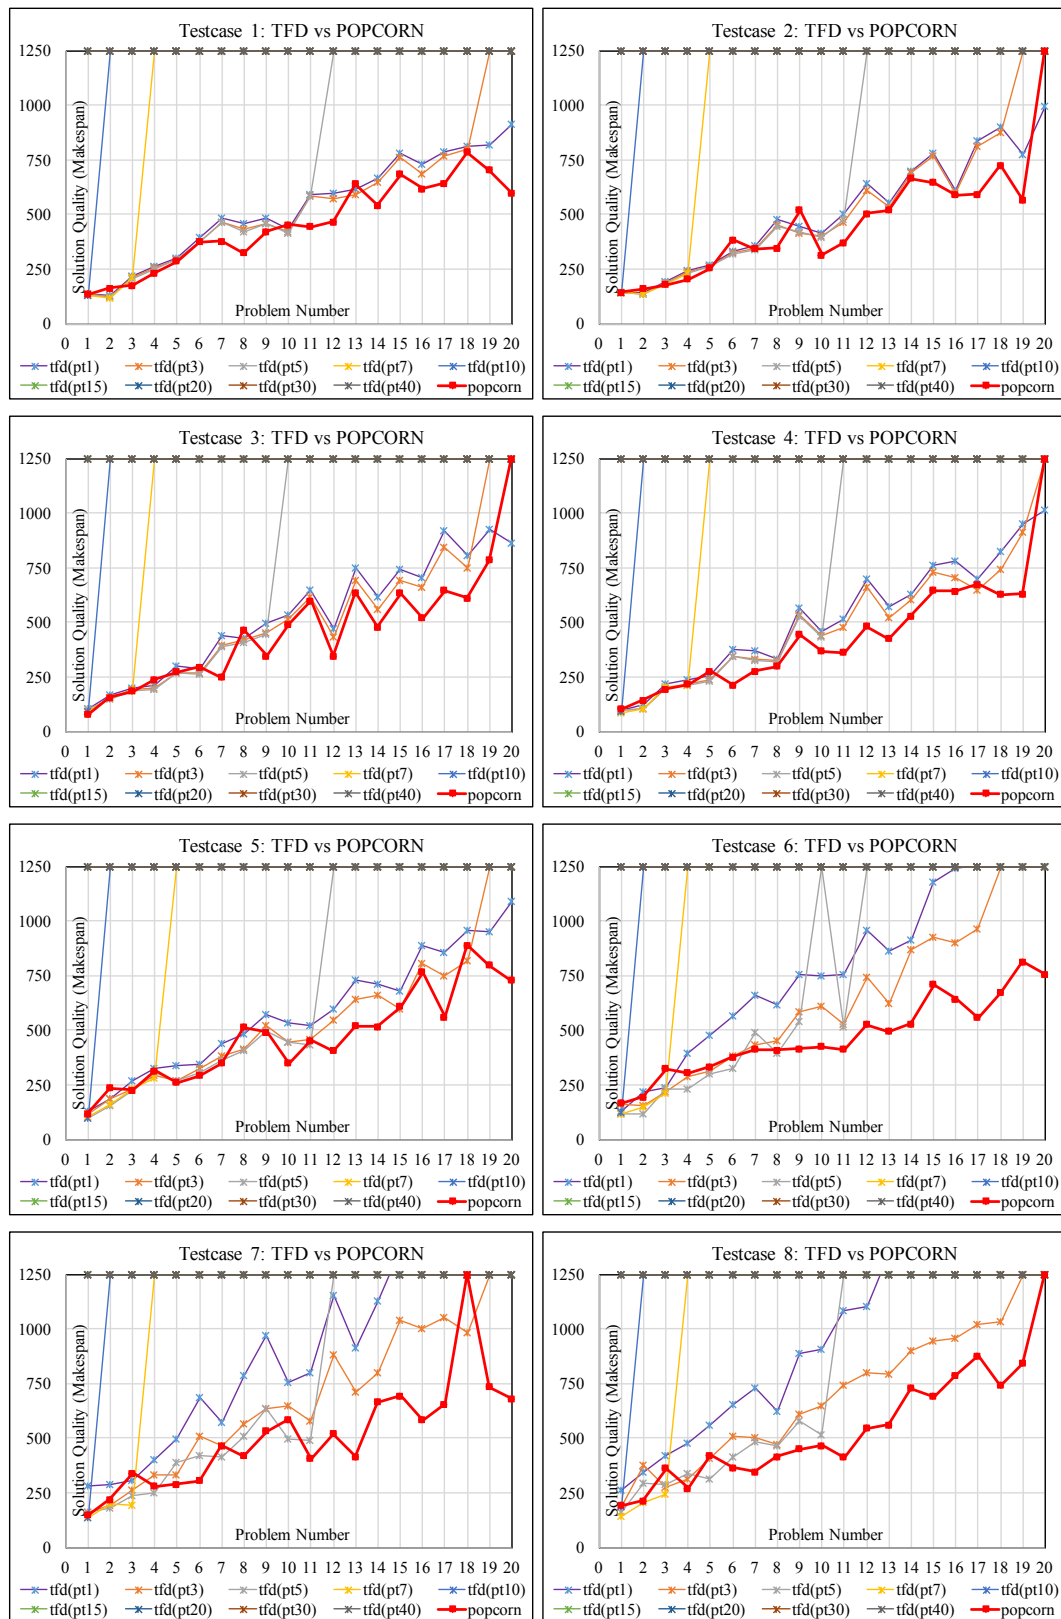 Testcase 1: TFD vs POPCORN
Solution Quality (Makespan)
1250
1000
750
500
250
0
Problem Number
0 1 2 3 4 5 6 7 8 9 10 11 12 13 14 15 16 17 18 19 20
tfd(pt1) tfd(pt3) tfd(pt5) tfd(pt7) tfd(pt10)
tfd(pt15) tfd(pt20) tfd(pt30) tfd(pt40) popcorn
Testcase 2: TFD vs POPCORN
Solution Quality (Makespan)
1250
1000
750
500
250
0
Problem Number
0 1 2 3 4 5 6 7 8 9 10 11 12 13 14 15 16 17 18 19 20
tfd(pt1) tfd(pt3) tfd(pt5) tfd(pt7) tfd(pt10)
tfd(pt15) tfd(pt20) tfd(pt30) tfd(pt40) popcorn
Testcase 3: TFD vs POPCORN
Solution Quality (Makespan)
1250
1000
750
500
250
0
Problem Number
0 1 2 3 4 5 6 7 8 9 10 11 12 13 14 15 16 17 18 19 20
tfd(pt1) tfd(pt3) tfd(pt5) tfd(pt7) tfd(pt10)
tfd(pt15) tfd(pt20) tfd(pt30) tfd(pt40) popcorn
Testcase 4: TFD vs POPCORN
Solution Quality (Makespan)
1250
1000
750
500
250
0
Problem Number
0 1 2 3 4 5 6 7 8 9 10 11 12 13 14 15 16 17 18 19 20
tfd(pt1) tfd(pt3) tfd(pt5) tfd(pt7) tfd(pt10)
tfd(pt15) tfd(pt20) tfd(pt30) tfd(pt40) popcorn
Testcase 5: TFD vs POPCORN
Solution Quality (Makespan)
1250
1000
750
500
250
0
Problem Number
0 1 2 3 4 5 6 7 8 9 10 11 12 13 14 15 16 17 18 19 20
tfd(pt1) tfd(pt3) tfd(pt5) tfd(pt7) tfd(pt10)
tfd(pt15) tfd(pt20) tfd(pt30) tfd(pt40) popcorn
Testcase 6: TFD vs POPCORN
Solution Quality (Makespan)
1250
1000
750
500
250
0
Problem Number
0 1 2 3 4 5 6 7 8 9 10 11 12 13 14 15 16 17 18 19 20
tfd(pt1) tfd(pt3) tfd(pt5) tfd(pt7) tfd(pt10)
tfd(pt15) tfd(pt20) tfd(pt30) tfd(pt40) popcorn
Testcase 7: TFD vs POPCORN
Solution Quality (Makespan)
1250
1000
750
500
250
0
Problem Number
0 1 2 3 4 5 6 7 8 9 10 11 12 13 14 15 16 17 18 19 20
tfd(pt1) tfd(pt3) tfd(pt5) tfd(pt7) tfd(pt10)
tfd(pt15) tfd(pt20) tfd(pt30) tfd(pt40) popcorn
Testcase 8: TFD vs POPCORN
Solution Quality (Makespan)
1250
1000
750
500
250
0
Problem Number
0 1 2 3 4 5 6 7 8 9 10 11 12 13 14 15 16 17 18 19 20
tfd(pt1) tfd(pt3) tfd(pt5) tfd(pt7) tfd(pt10)
tfd(pt15) tfd(pt20) tfd(pt30) tfd(pt40) popcorn